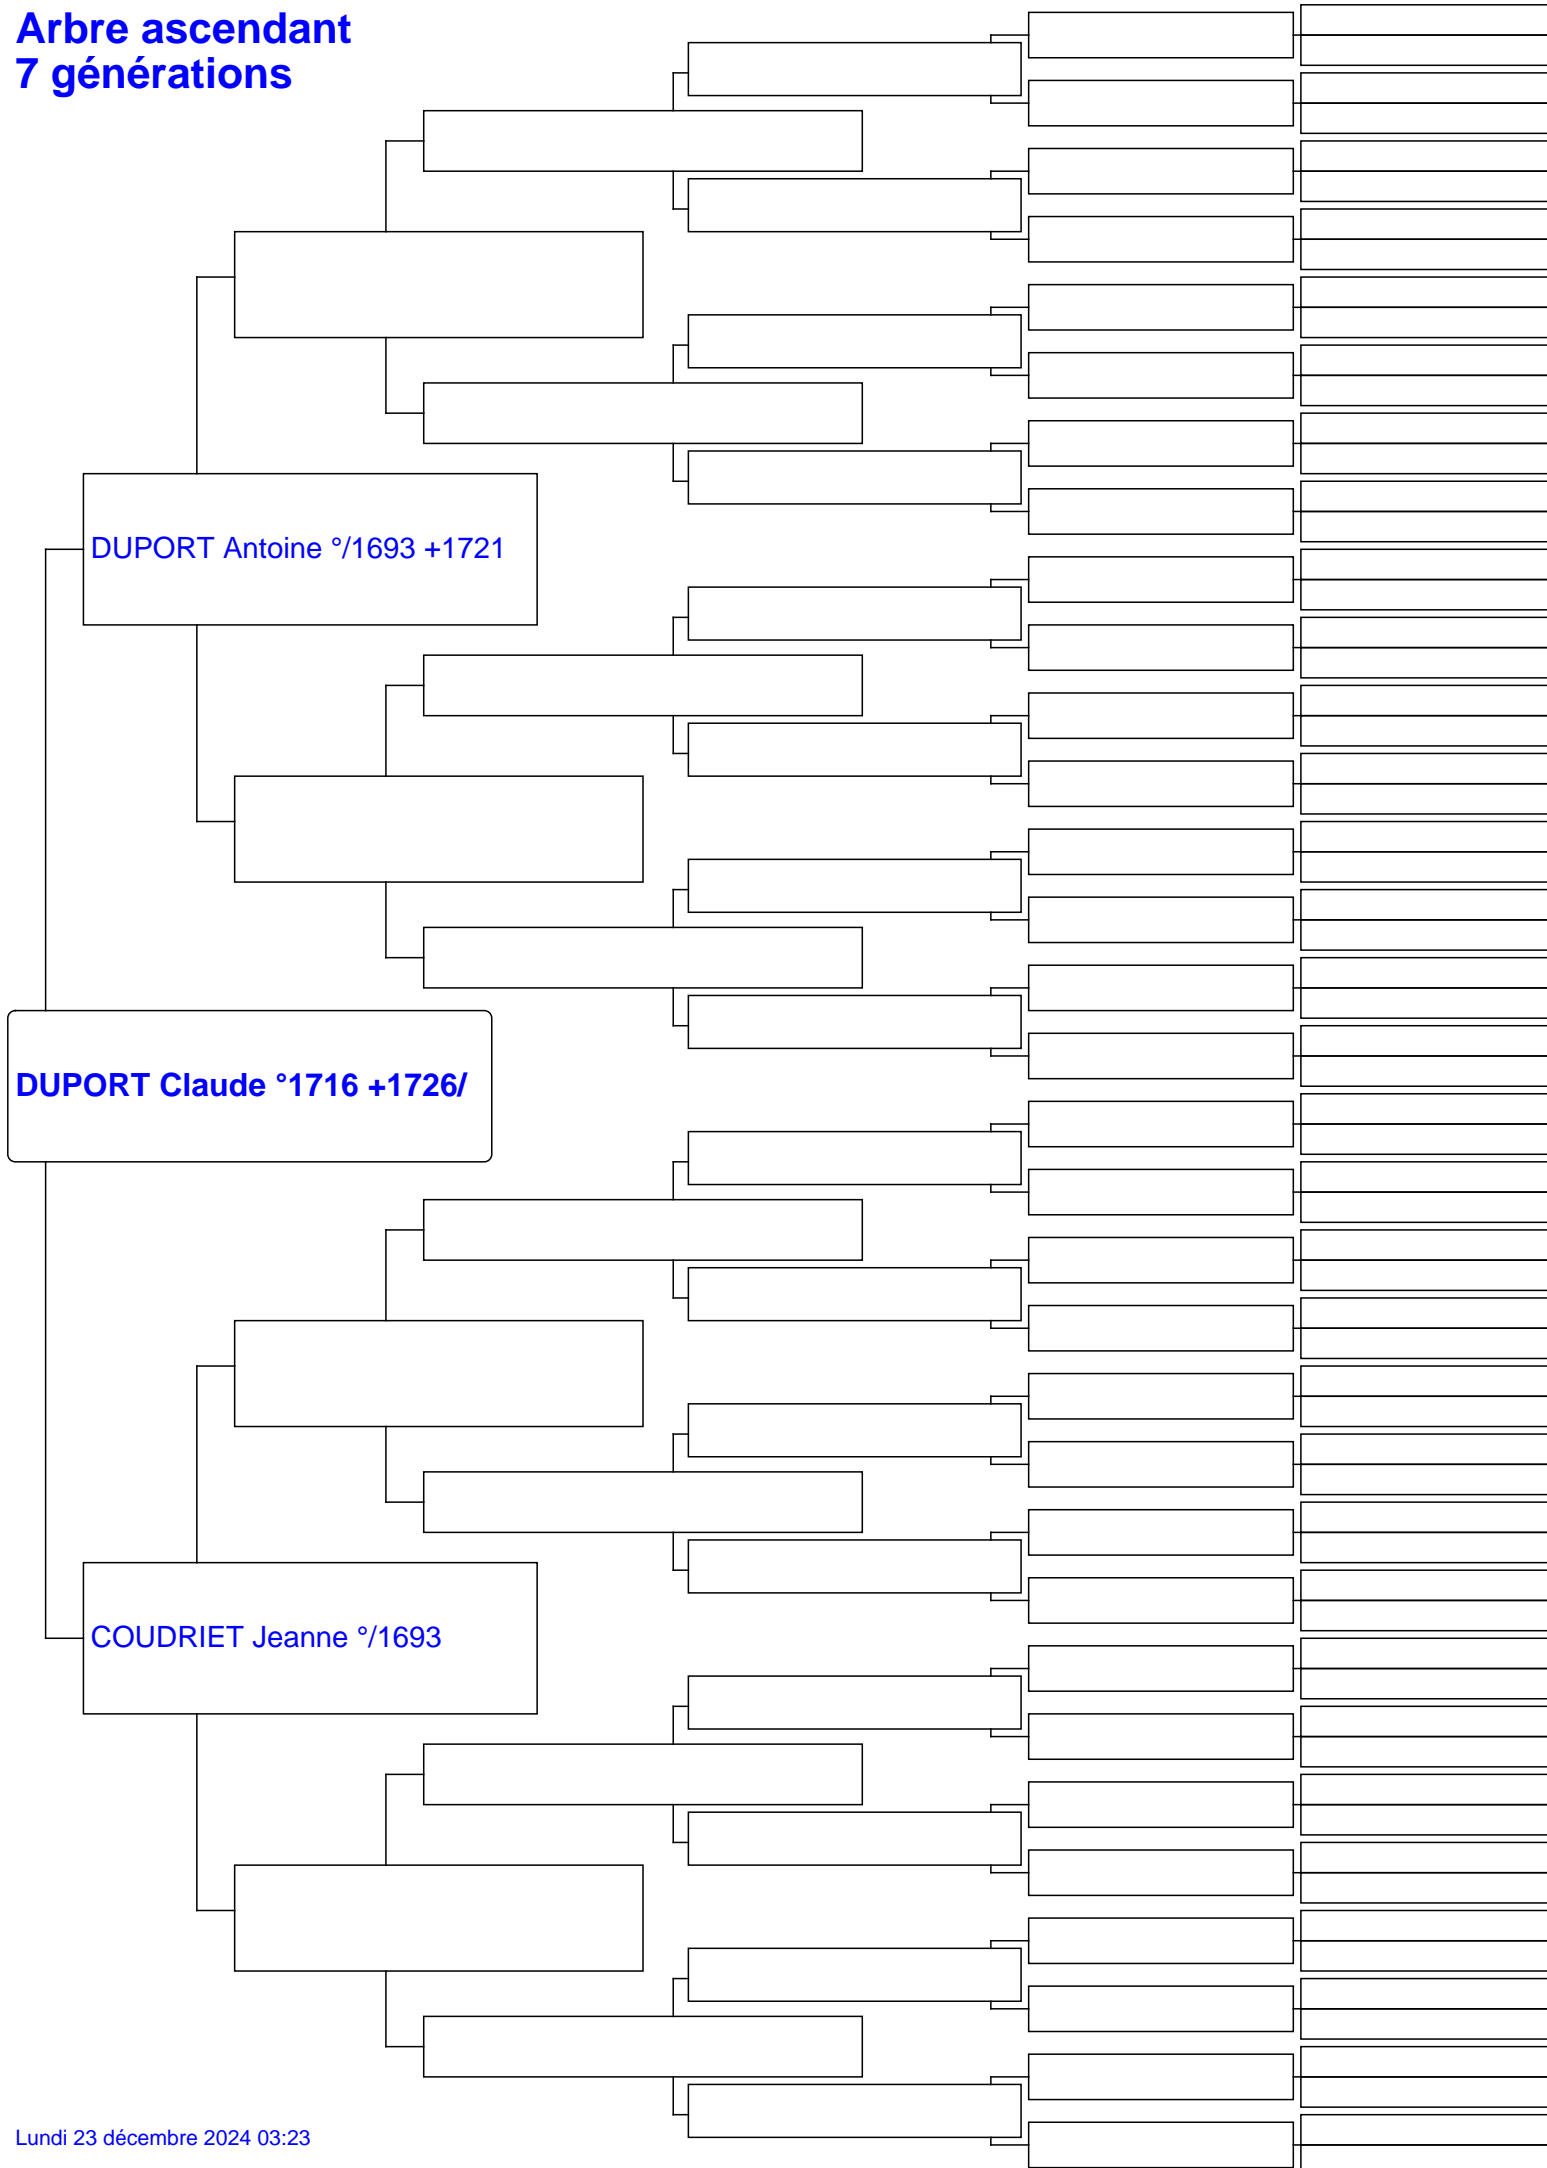 Arbre ascendant
7 générations
DUPORT Antoine °/1693 +1721
DUPORT Claude °1716 +1726/
COUDRIET Jeanne °/1693
Lundi 23 décembre 2024 03:23